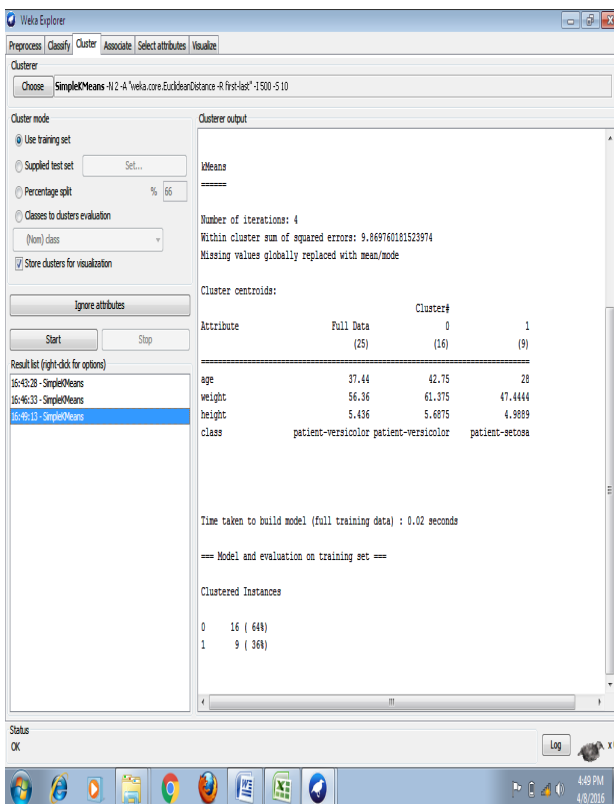 Weka Explorer
Preprocess Classify Cluster Associate Select attributes Visualize
Clusterer
Choose SimpleKMeans -N 2 -A "weka.core.EuclideanDistance -R first-last" -I 500 -S 10
Cluster mode
Use training set
Supplied test set Set...
Percentage split % 66
Classes to clusters evaluation
(Nom) class
Store clusters for visualization
Ignore attributes
Start Stop
Result list (right-click for options)
16:43:28 - SimpleKMeans
16:46:33 - SimpleKMeans
16:49:13 - SimpleKMeans
Clusterer output
kMeans
======
Number of iterations: 4
Within cluster sum of squared errors: 9.869760181523974
Missing values globally replaced with mean/mode
Cluster centroids:
Cluster#
Attribute Full Data 0 1
(25) (16) (9)
age 37.44 42.75 28
weight 56.36 61.375 47.4444
height 5.436 5.6875 4.9889
class patient-versicolor patient-versicolor patient-setosa
Time taken to build model (full training data) : 0.02 seconds
=== Model and evaluation on training set ===
Clustered Instances
0 16 ( 64%)
1 9 ( 36%)
Status
OK
Log
x
4:49 PM
4/8/2016